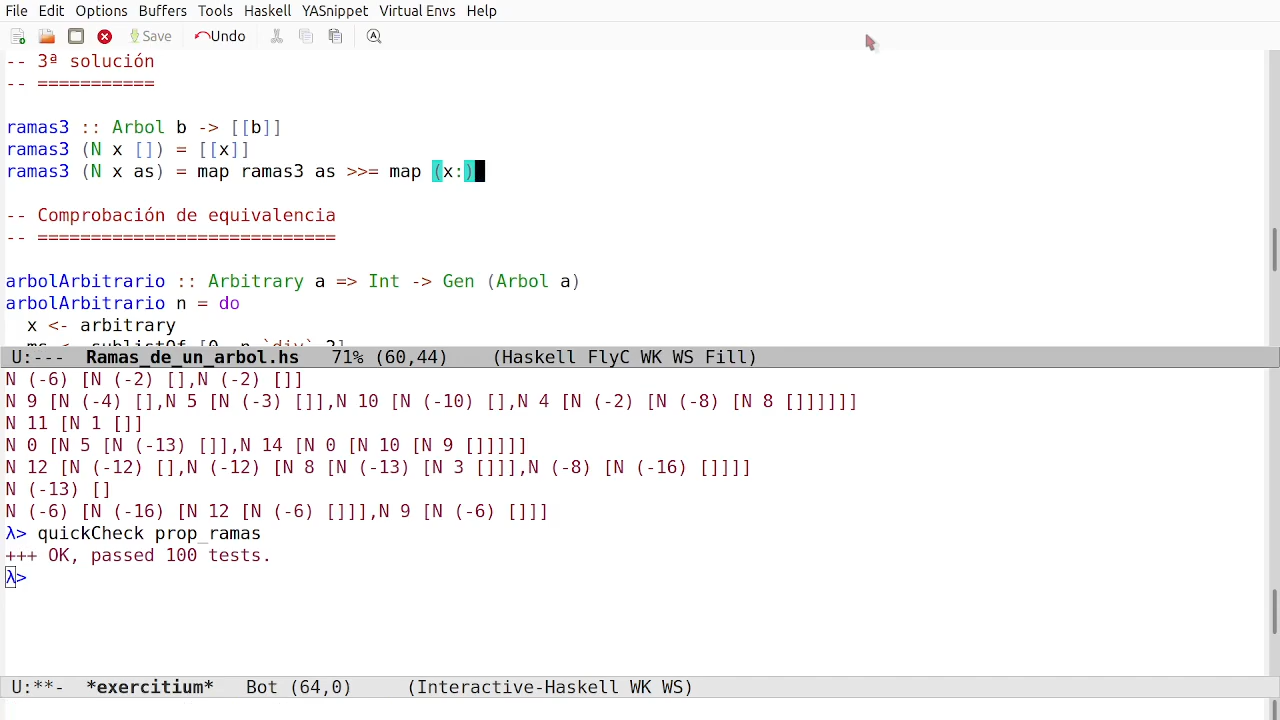 File Edit Options Buffers Tools Haskell YASnippet Virtual Envs Help
Save Undo
-- 3ª solución
-- ===========
ramas3 :: Arbol b -> [[b]]
ramas3 (N x []) = [[x]]
ramas3 (N x as) = map ramas3 as >>= map (x:)
-- Comprobación de equivalencia
-- ============================
arbolArbitrario :: Arbitrary a => Int -> Gen (Arbol a)
arbolArbitrario n = do
  x <- arbitrary
  ms <- sublistOf [0..n `div` 2]
U:--- Ramas_de_un_arbol.hs 71% (60,44) (Haskell FlyC WK WS Fill)
N (-6) [N (-2) [],N (-2) []]
N 9 [N (-4) [],N 5 [N (-3) []],N 10 [N (-10) [],N 4 [N (-2) [N (-8) [N 8 []]]]]]
N 11 [N 1 []]
N 0 [N 5 [N (-13) []],N 14 [N 0 [N 10 [N 9 []]]]]
N 12 [N (-12) [],N (-12) [N 8 [N (-13) [N 3 []]],N (-8) [N (-16) []]]]
N (-13) []
N (-6) [N (-16) [N 12 [N (-6) []]],N 9 [N (-6) []]]
λ> quickCheck prop_ramas
+++ OK, passed 100 tests.
λ>
U:**- *exercitium* Bot (64,0) (Interactive-Haskell WK WS)